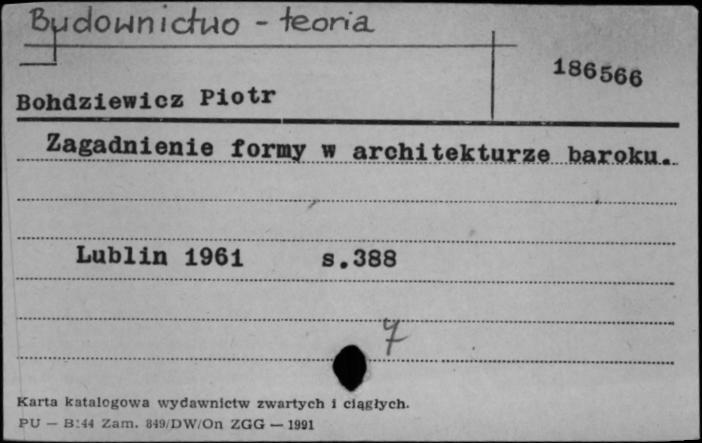 Budownictwo - teoria
186566
Bohdziewicz Piotr
Zagadnienie formy w architekturze baroku.
Lublin 1961 s.388
7
Karta katalogowa wydawnictw zwartych i ciągłych.
PU — B:44 Zam. 849/DW/On ZGG — 1991